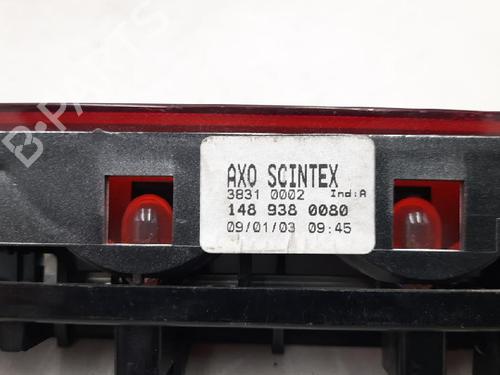 AXO SCINTEX
3831 0002 Ind:A
148 938 0080
09/01/03 09:45
B-PARTS